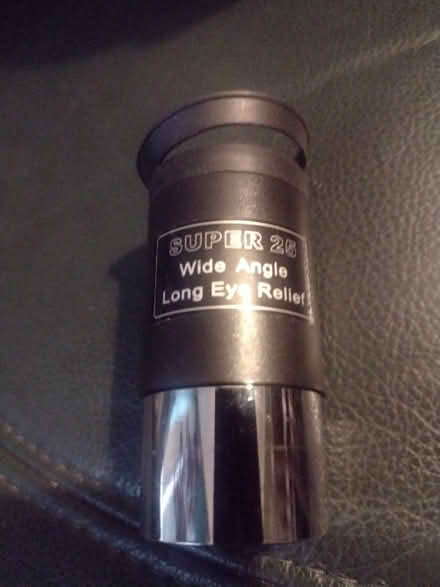 SUPER 25
Wide Angle
Long Eye Relief